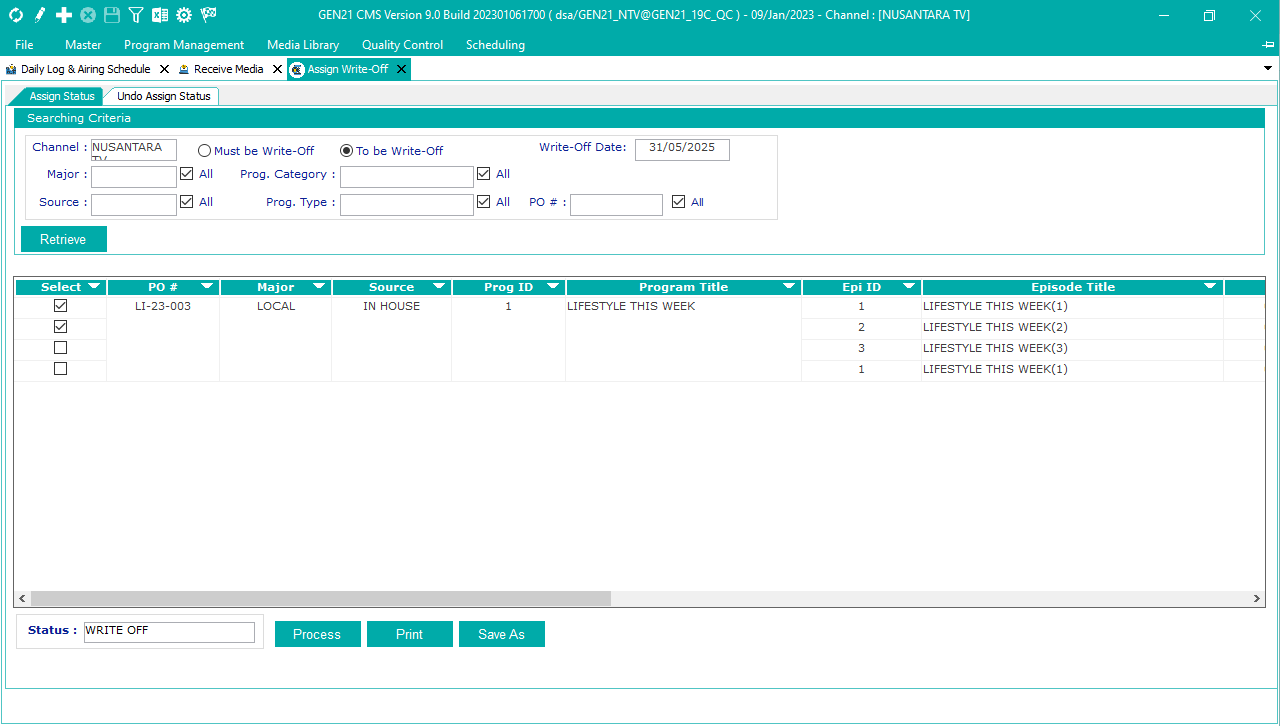 GEN21 CMS Version 9.0 Build 202301061700 ( dsa/GEN21_NTV@GEN21_19C_QC ) - 09/Jan/2023 - Channel : [NUSANTARA TV]
File Master Program Management Media Library Quality Control Scheduling
Daily Log & Airing Schedule Receive Media Assign Write-Off
Assign Status Undo Assign Status
Searching Criteria
Channel : NUSANTARA TV Must be Write-Off To be Write-Off Write-Off Date: 31/05/2025
Major : All Prog. Category : All
Source : All Prog. Type : All PO # : All
Retrieve
Select PO # Major Source Prog ID Program Title Epi ID Episode Title
LI-23-003 LOCAL IN HOUSE 1 LIFESTYLE THIS WEEK 1 LIFESTYLE THIS WEEK(1)
2 LIFESTYLE THIS WEEK(2)
3 LIFESTYLE THIS WEEK(3)
1 LIFESTYLE THIS WEEK(1)
Status : WRITE OFF Process Print Save As